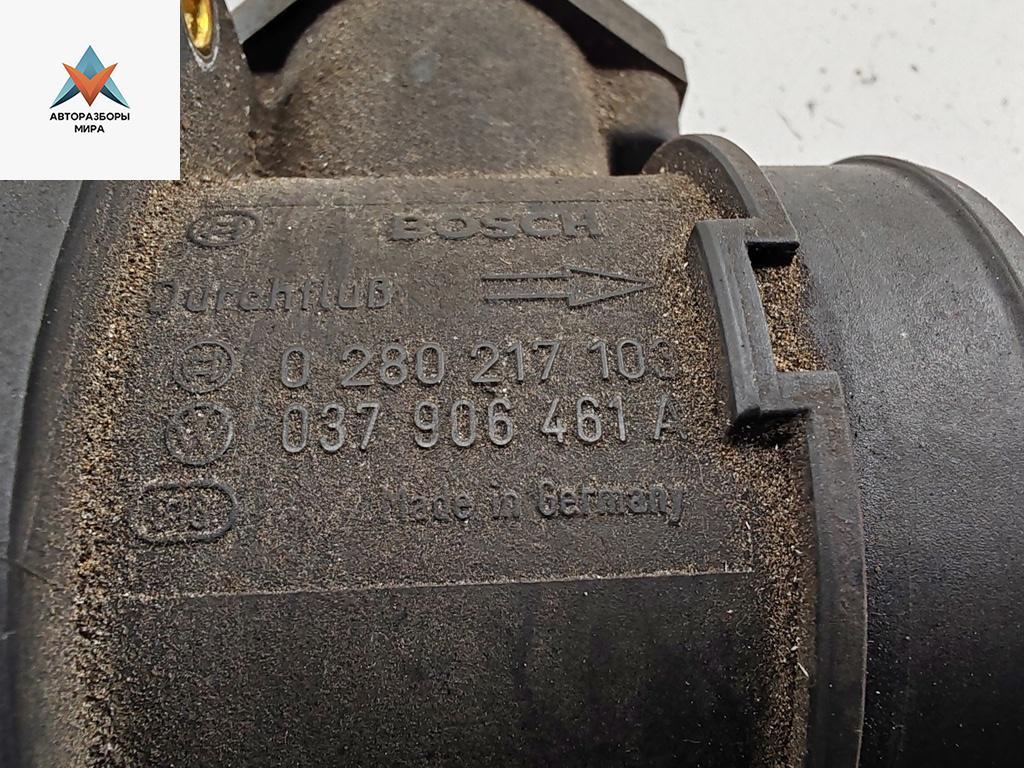 АВТОРАЗБОРЫ
МИРА
BOSCH
Durchfluß
0 280 217 103
037 906 461 A
Made in Germany